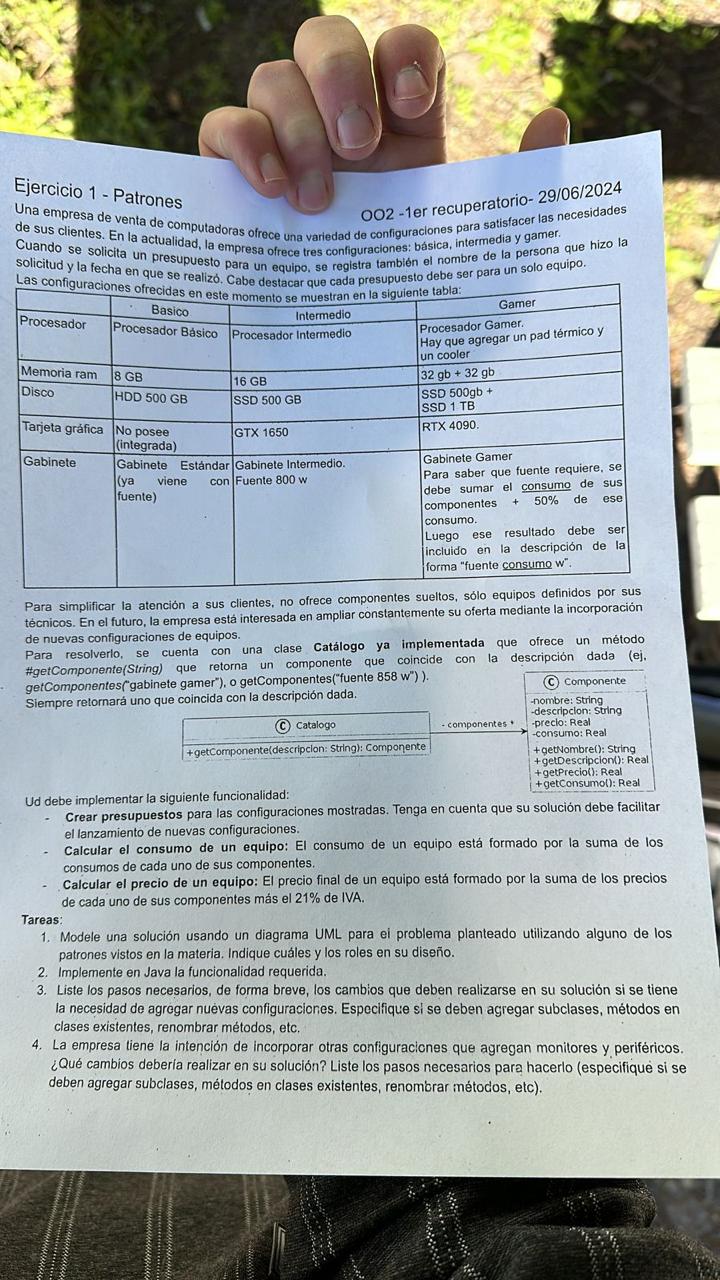 Ejercicio 1 - Patrones
OO2 -1er recuperatorio- 29/06/2024
Una empresa de venta de computadoras ofrece una variedad de configuraciones para satisfacer las necesidades
de sus clientes. En la actualidad, la empresa ofrece tres configuraciones: básica, intermedia y gamer.
Cuando se solicita un presupuesto para un equipo, se registra también el nombre de la persona que hizo la
solicitud y la fecha en que se realizó. Cabe destacar que cada presupuesto debe ser para un solo equipo.
Las configuraciones ofrecidas en este momento se muestran en la siguiente tabla:
Basico Intermedio Gamer
Procesador Procesador Básico Procesador Intermedio Procesador Gamer.
Hay que agregar un pad térmico y
un cooler
Memoria ram 8 GB 16 GB 32 gb + 32 gb
Disco HDD 500 GB SSD 500 GB SSD 500gb +
SSD 1 TB
Tarjeta gráfica No posee GTX 1650 RTX 4090.
(integrada)
Gabinete Gabinete Estándar Gabinete Intermedio. Gabinete Gamer
(ya viene con Fuente 800 w Para saber que fuente requiere, se
fuente) debe sumar el consumo de sus
componentes + 50% de ese
consumo.
Luego ese resultado debe ser
incluido en la descripción de la
forma "fuente consumo w".
Para simplificar la atención a sus clientes, no ofrece componentes sueltos, sólo equipos definidos por sus
técnicos. En el futuro, la empresa está interesada en ampliar constantemente su oferta mediante la incorporación
de nuevas configuraciones de equipos.
Para resolverlo, se cuenta con una clase Catálogo ya implementada que ofrece un método
#getComponente(String) que retorna un componente que coincide con la descripción dada (ej,
getComponentes("gabinete gamer"), o getComponentes("fuente 858 w") ).
Siempre retornará uno que coincida con la descripción dada.
C Catalogo
+getComponente(descripcion: String): Componente
- componentes *
C Componente
-nombre: String
-descripcion: String
-precio: Real
-consumo: Real
+getNombre(): String
+getDescripcion(): Real
+getPrecio(): Real
+getConsumo(): Real
Ud debe implementar la siguiente funcionalidad:
- Crear presupuestos para las configuraciones mostradas. Tenga en cuenta que su solución debe facilitar
el lanzamiento de nuevas configuraciones.
- Calcular el consumo de un equipo: El consumo de un equipo está formado por la suma de los
consumos de cada uno de sus componentes.
- Calcular el precio de un equipo: El precio final de un equipo está formado por la suma de los precios
de cada uno de sus componentes más el 21% de IVA.
Tareas:
1. Modele una solución usando un diagrama UML para el problema planteado utilizando alguno de los
patrones vistos en la materia. Indique cuáles y los roles en su diseño.
2. Implemente en Java la funcionalidad requerida.
3. Liste los pasos necesarios, de forma breve, los cambios que deben realizarse en su solución si se tiene
la necesidad de agregar nuevas configuraciones. Especifique si se deben agregar subclases, métodos en
clases existentes, renombrar métodos, etc.
4. La empresa tiene la intención de incorporar otras configuraciones que agregan monitores y periféricos.
¿Qué cambios debería realizar en su solución? Liste los pasos necesarios para hacerlo (especifique si se
deben agregar subclases, métodos en clases existentes, renombrar métodos, etc).